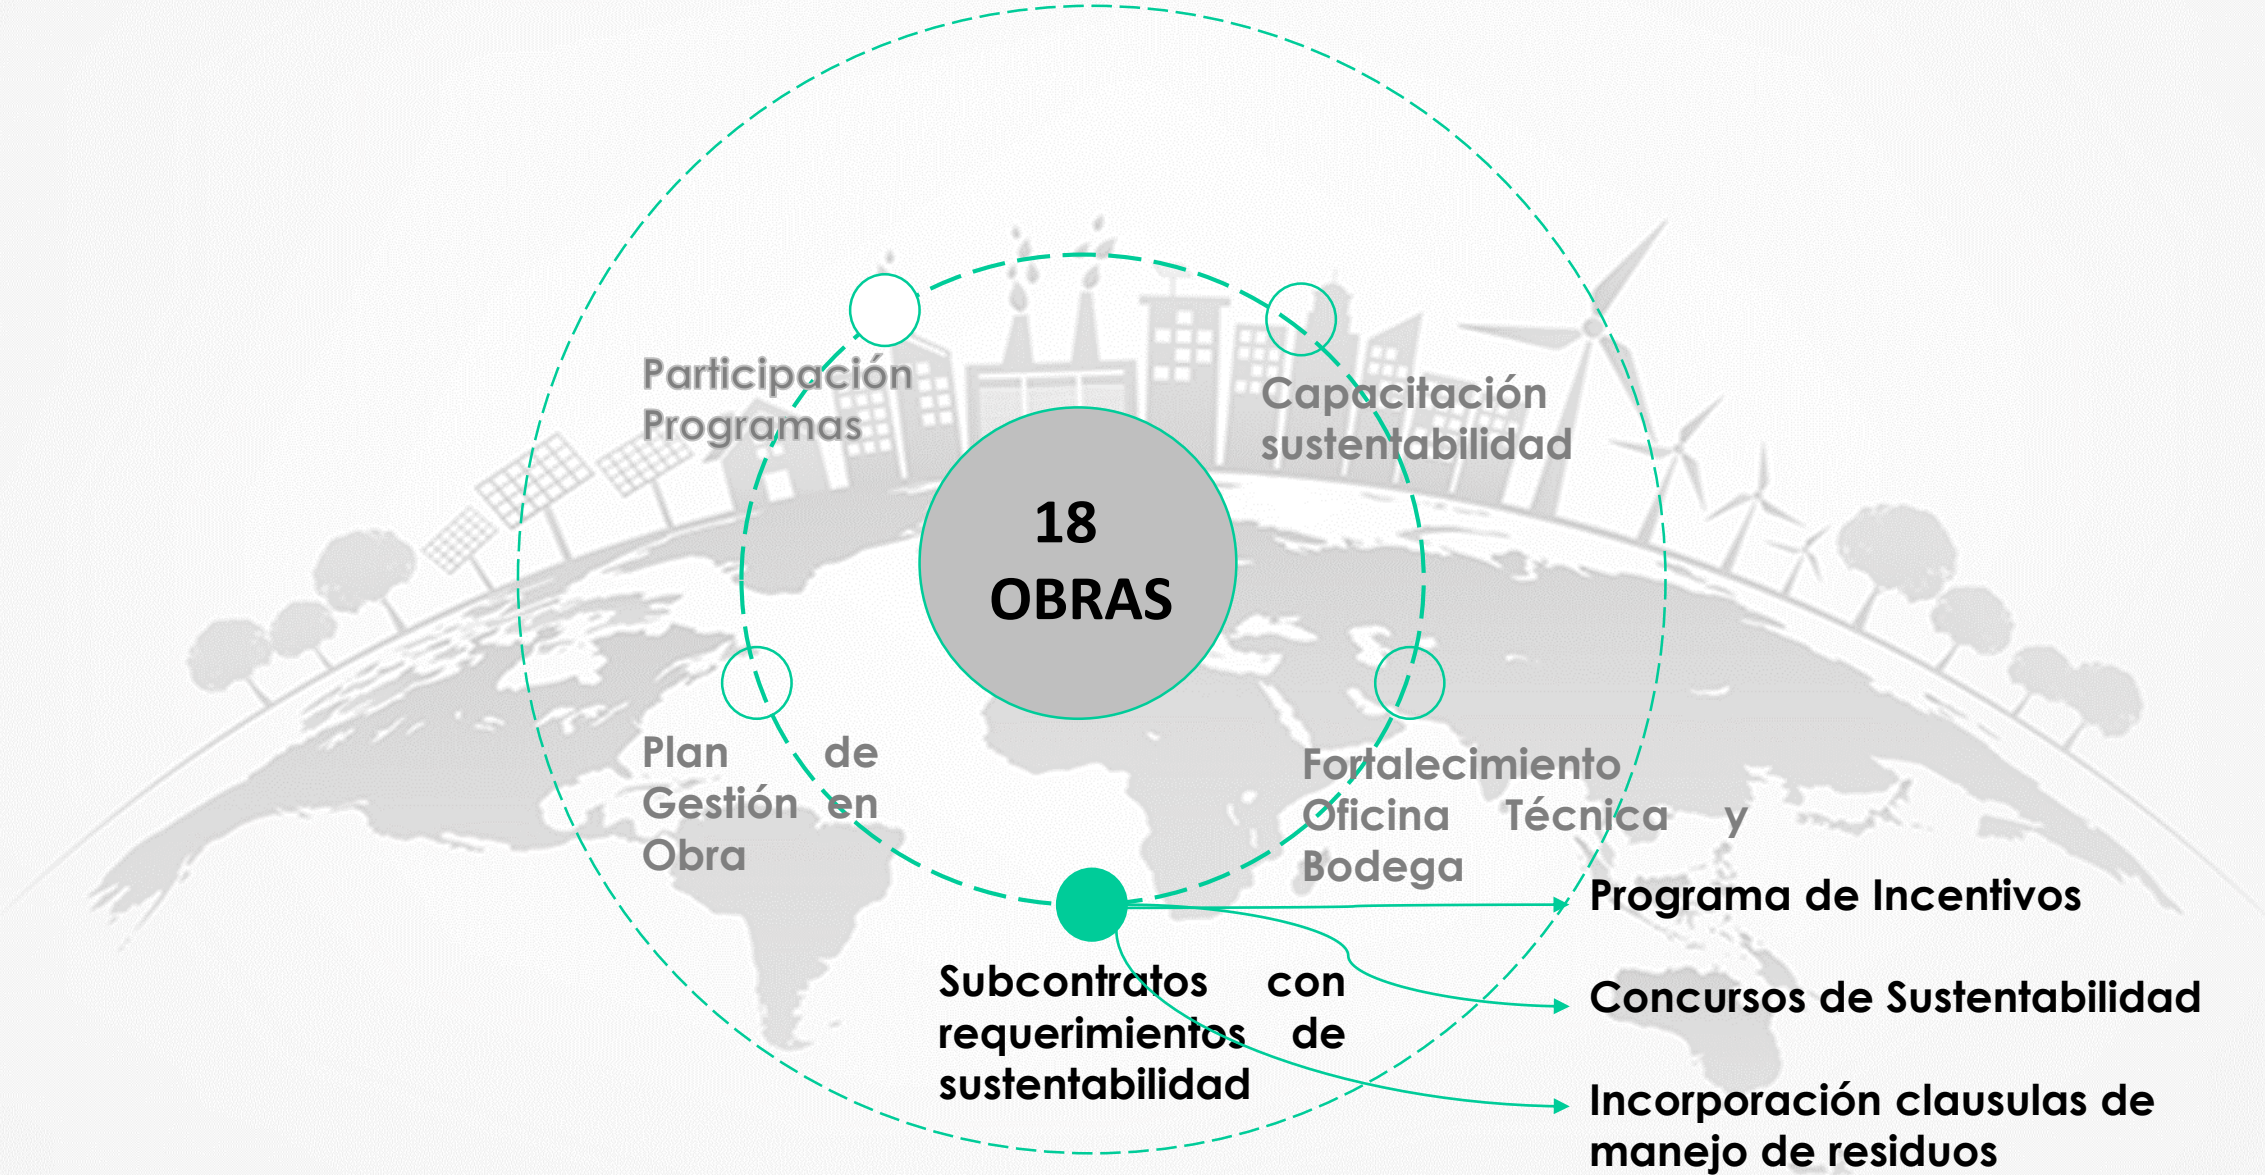 Participación
Programas
Capacitación
sustentabilidad
18
OBRAS
Plan de
Gestión en
Obra
Fortalecimiento
Oficina Técnica y
Bodega
Subcontratos con
requerimientos de
sustentabilidad
Programa de Incentivos
Concursos de Sustentabilidad
Incorporación clausulas de
manejo de residuos